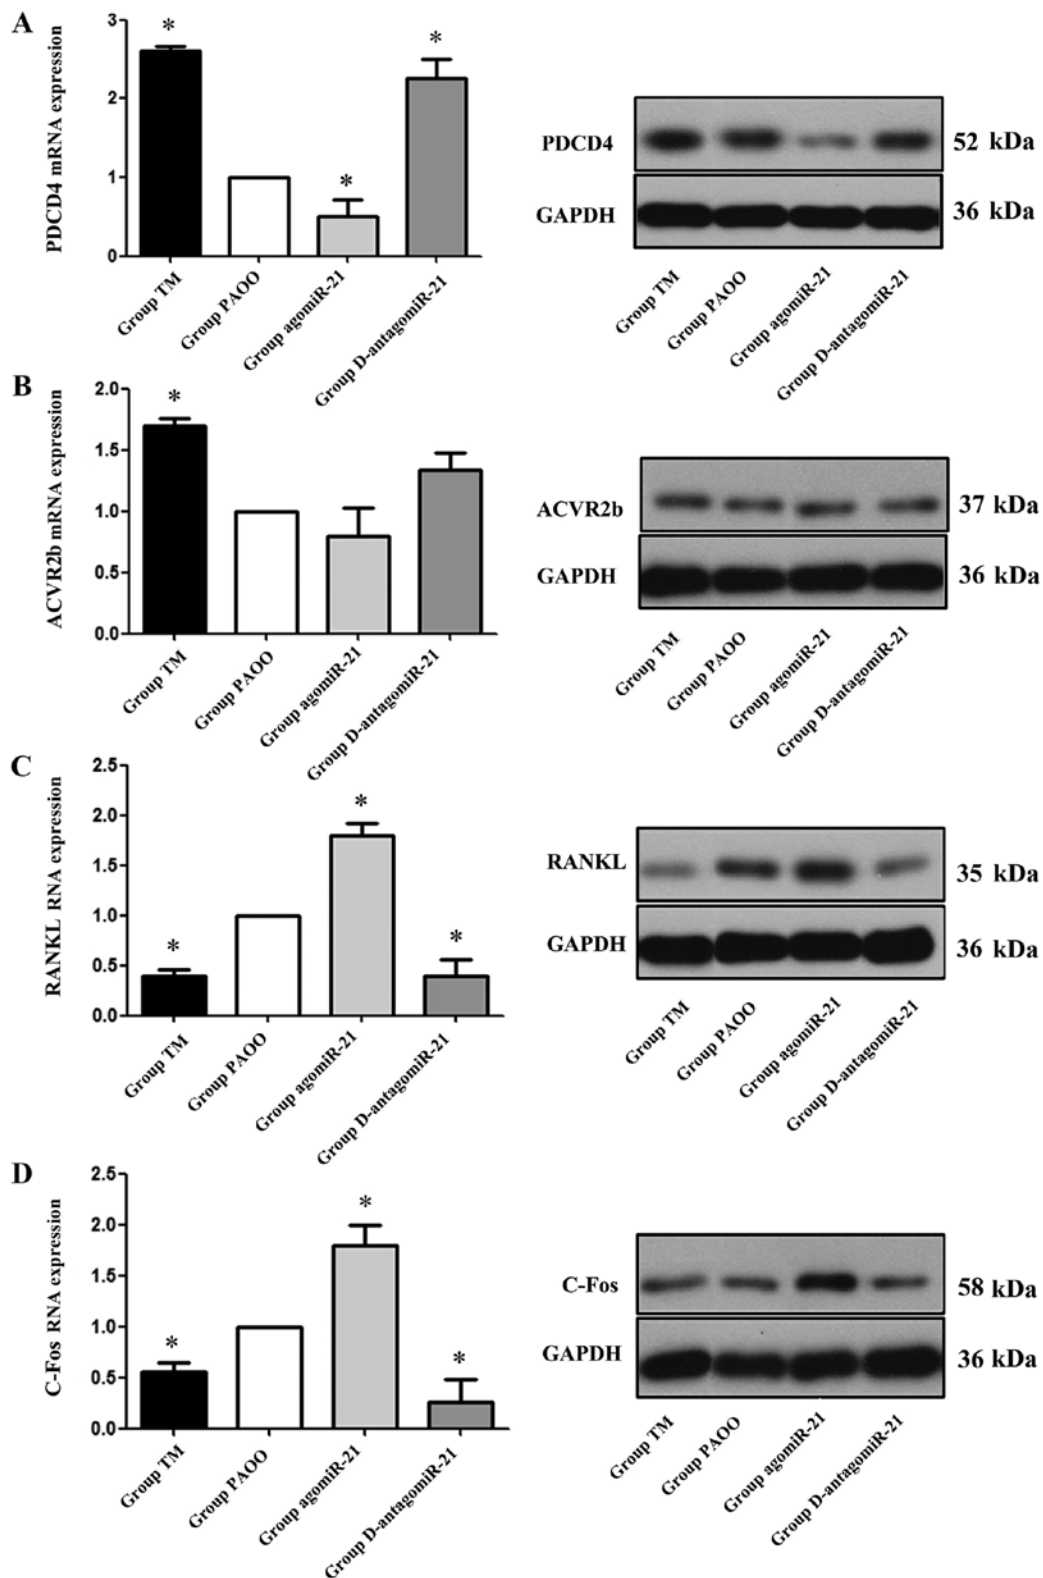 A
PDCD4 mRNA expression
3
2
1
0
*
*
*
Group TM
Group PAOO
Group agomiR-21
Group D-antagomiR-21
PDCD4
52 kDa
GAPDH
36 kDa
Group TM
Group PAOO
Group agomiR-21
Group D-antagomiR-21
B
ACVR2b mRNA expression
2.0
1.5
1.0
0.5
0.0
*
Group TM
Group PAOO
Group agomiR-21
Group D-antagomiR-21
ACVR2b
37 kDa
GAPDH
36 kDa
Group TM
Group PAOO
Group agomiR-21
Group D-antagomiR-21
C
RANKL RNA expression
2.5
2.0
1.5
1.0
0.5
0.0
*
*
*
Group TM
Group PAOO
Group agomiR-21
Group D-antagomiR-21
RANKL
35 kDa
GAPDH
36 kDa
Group TM
Group PAOO
Group agomiR-21
Group D-antagomiR-21
D
C-Fos RNA expression
2.5
2.0
1.5
1.0
0.5
0.0
*
*
*
Group TM
Group PAOO
Group agomiR-21
Group D-antagomiR-21
C-Fos
58 kDa
GAPDH
36 kDa
Group TM
Group PAOO
Group agomiR-21
Group D-antagomiR-21